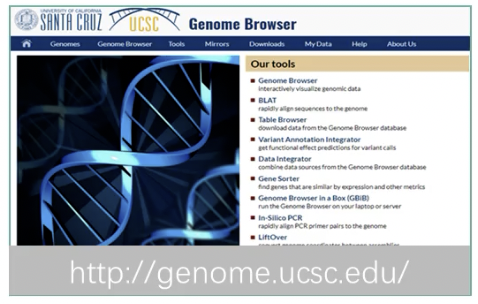 UNIVERSITY OF CALIFORNIA
SANTA CRUZ UCSC Genome Browser
Genomes Genome Browser Tools Mirrors Downloads My Data Help About Us
Our tools
Genome Browser
interactively visualize genomic data
BLAT
rapidly align sequences to the genome
Table Browser
download data from the Genome Browser database
Variant Annotation Integrator
get functional effect predictions for variant calls
Data Integrator
combine data sources from the Genome Browser database
Gene Sorter
find genes that are similar by expression and other metrics
Genome Browser in a Box (GBiB)
run the Genome Browser on your laptop or server
In-Silico PCR
rapidly align PCR primer pairs to the genome
LiftOver
http://genome.ucsc.edu/